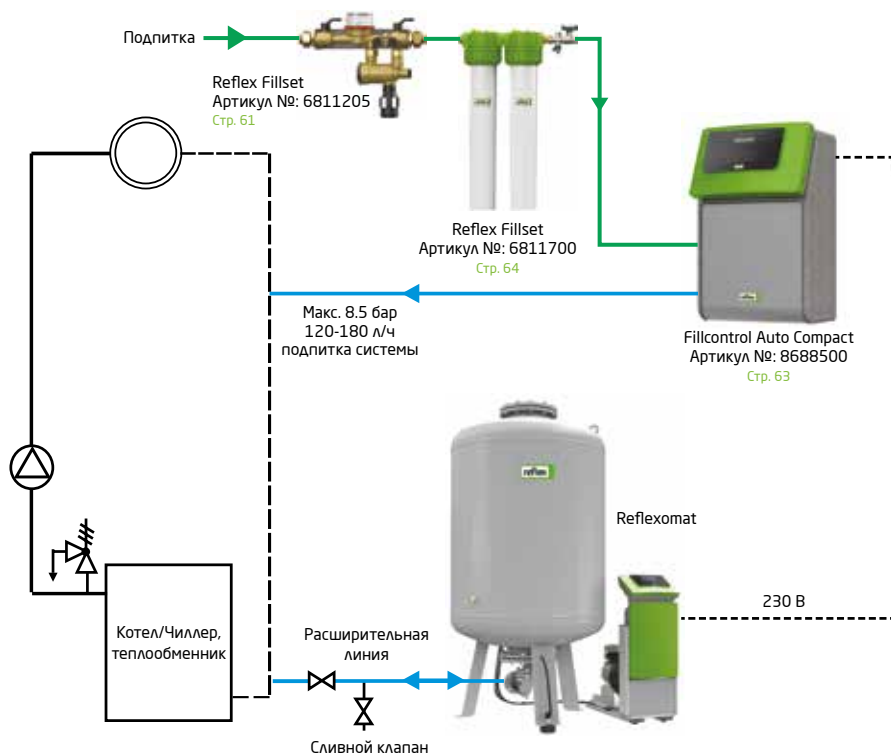 Подпитка
Reflex Fillset
Артикул №: 6811205
Стр. 61
Reflex Fillset
Артикул №: 6811700
Стр. 64
Макс. 8.5 бар
120-180 л/ч
подпитка системы
Fillcontrol Auto Compact
Артикул №: 8688500
Стр. 63
reflex
Reflexomat
230 В
Котел/Чиллер,
теплообменник
Расширительная
линия
Сливной клапан